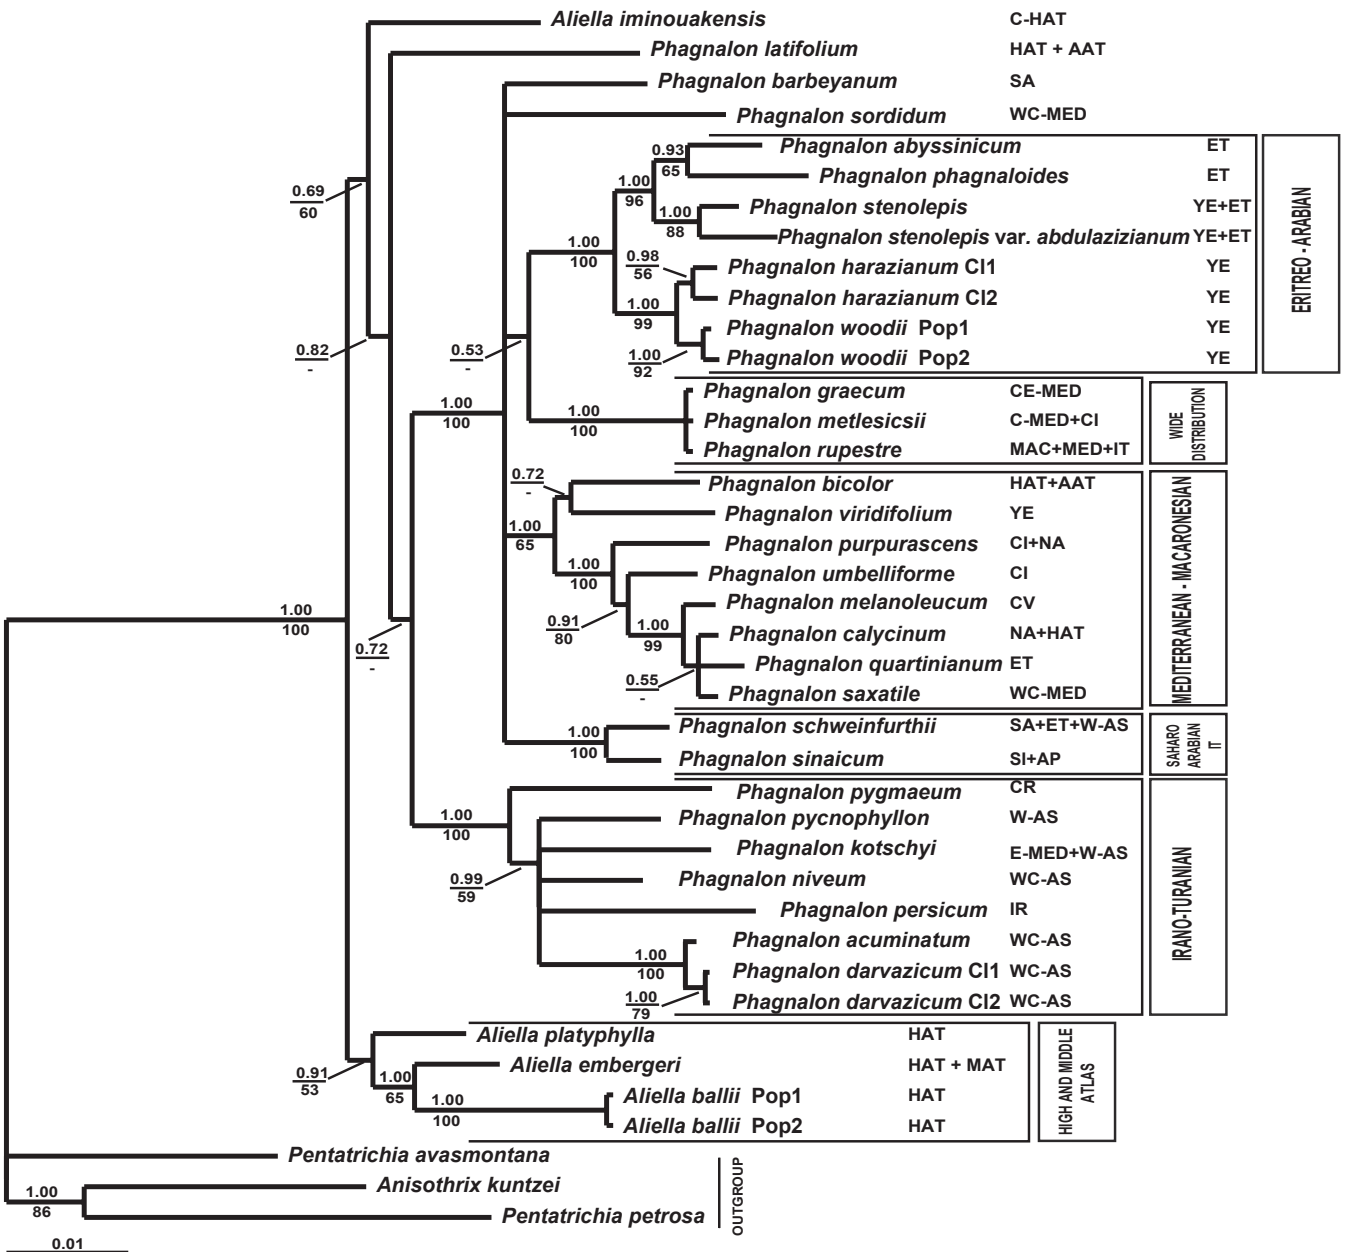 Aliella iminouakensis C-HAT
Phagnalon latifolium HAT + AAT
Phagnalon barbeyanum SA
Phagnalon sordidum WC-MED
Phagnalon abyssinicum ET
0.93
65
Phagnalon phagnaloides ET
1.00
96
0.69
60
Phagnalon stenolepis YE+ET
1.00
88
Phagnalon stenolepis var. abdulazizianum YE+ET
1.00
100
ERITREO - ARABIAN
0.98
56
Phagnalon harazianum Cl1 YE
Phagnalon harazianum Cl2 YE
1.00
99
Phagnalon woodii Pop1 YE
Phagnalon woodii Pop2 YE
1.00
92
0.82
-
0.53
-
Phagnalon graecum CE-MED
Phagnalon metlesicsii C-MED+CI
Phagnalon rupestre MAC+MED+IT
1.00
100
1.00
100
WIDE
DISTRIBUTION
0.72
-
Phagnalon bicolor HAT+AAT
Phagnalon viridifolium YE
1.00
65
Phagnalon purpurascens CI+NA
1.00
100
Phagnalon umbelliforme CI
Phagnalon melanoleucum CV
0.91
80
1.00
99
Phagnalon calycinum NA+HAT
Phagnalon quartinianum ET
0.55
-
Phagnalon saxatile WC-MED
MEDITERRANEAN - MACARONESIAN
1.00
100
0.72
-
Phagnalon schweinfurthii SA+ET+W-AS
1.00
100
Phagnalon sinaicum SI+AP
SAHARO
ARABIAN
IT
Phagnalon pygmaeum CR
Phagnalon pycnophyllon W-AS
1.00
100
Phagnalon kotschyi E-MED+W-AS
Phagnalon niveum WC-AS
0.99
59
Phagnalon persicum IR
Phagnalon acuminatum WC-AS
1.00
100
Phagnalon darvazicum Cl1 WC-AS
Phagnalon darvazicum Cl2 WC-AS
1.00
79
IRANO-TURANIAN
Aliella platyphylla HAT
0.91
53
Aliella embergeri HAT + MAT
1.00
65
Aliella ballii Pop1 HAT
1.00
100
Aliella ballii Pop2 HAT
HIGH AND MIDDLE
ATLAS
Pentatrichia avasmontana
Anisothrix kuntzei
1.00
86
Pentatrichia petrosa
OUTGROUP
0.01